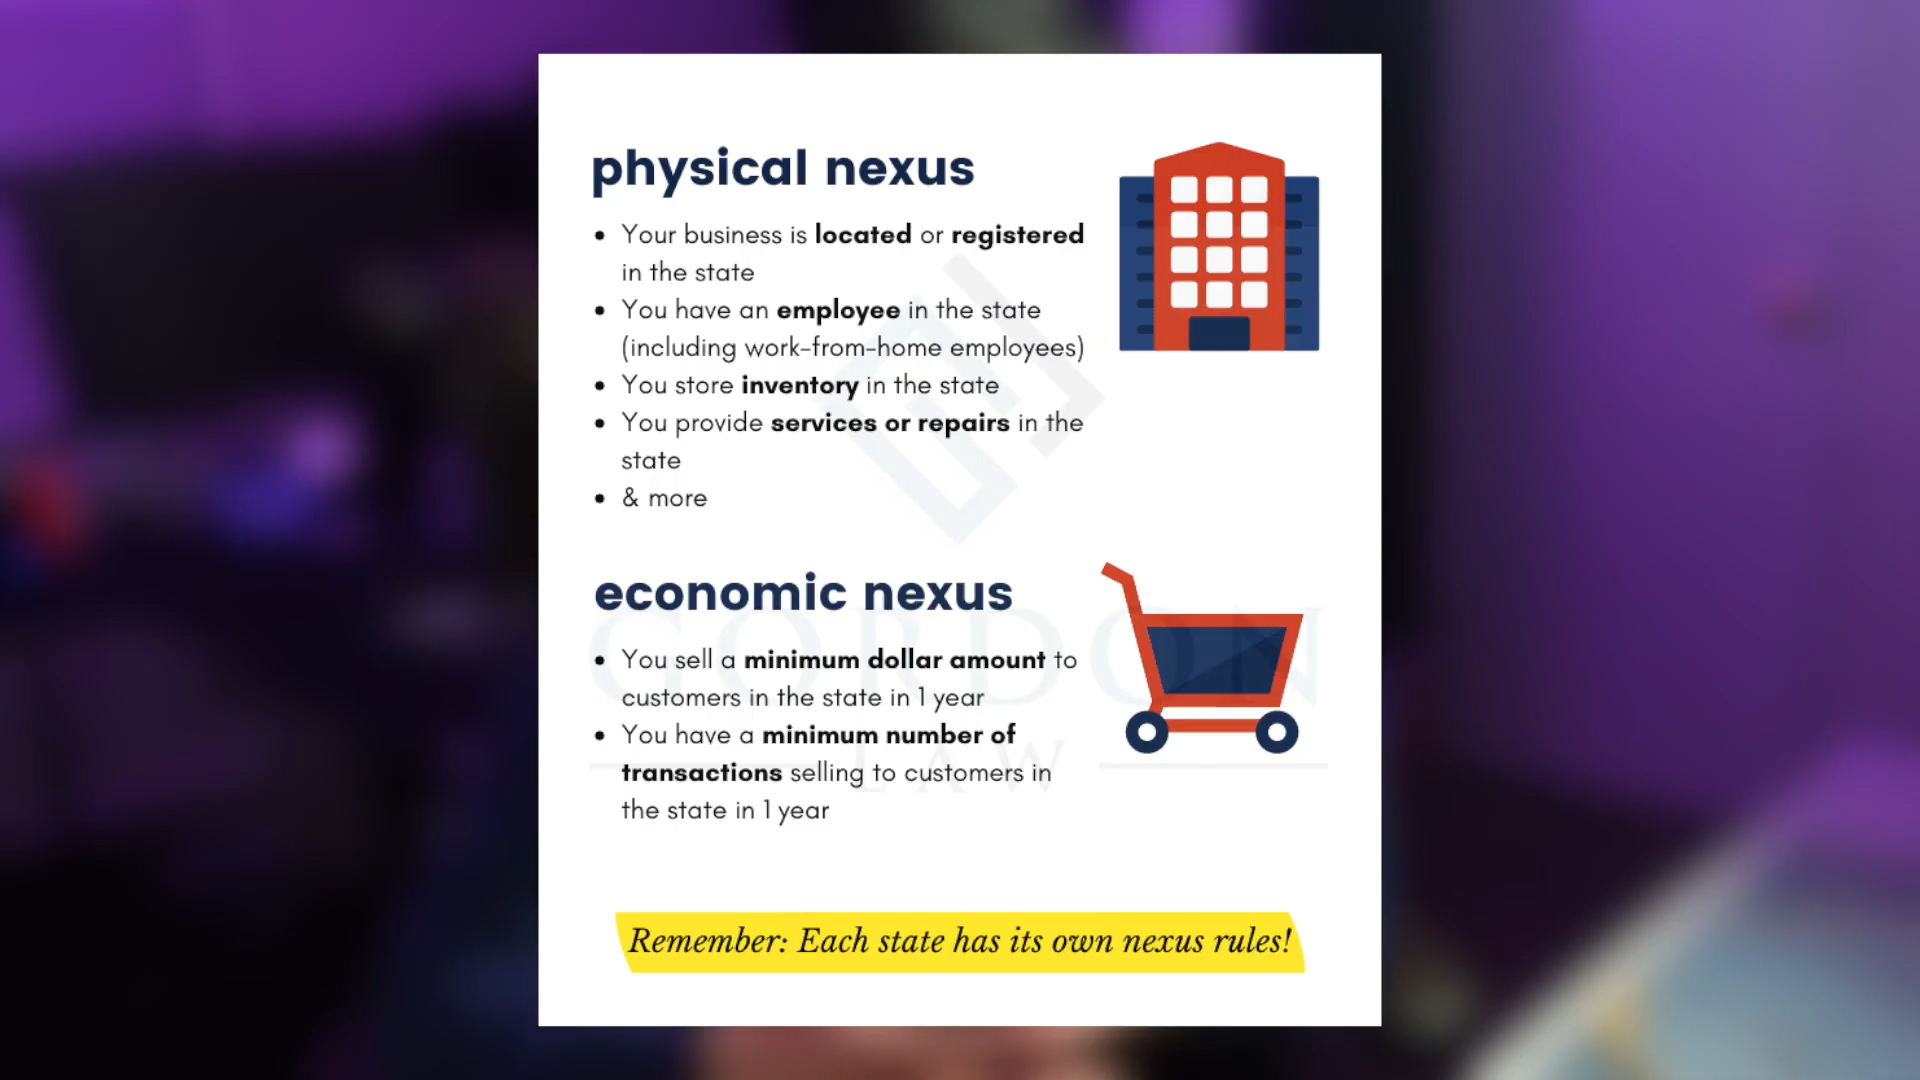 physical nexus
• Your business is located or registered
in the state
• You have an employee in the state
(including work-from-home employees)
• You store inventory in the state
• You provide services or repairs in the
state
• & more
economic nexus
GORDON
• You sell a minimum dollar amount to
customers in the state in 1 year
• You have a minimum number of
transactions selling to customers in
LAW
the state in 1 year
Remember: Each state has its own nexus rules!